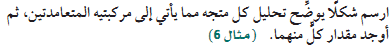 ارسم شكلًا يوضِّح تحليل كل متجه مما يأتي إلى مركبتيه المتعامدتين، ثم
أوجد مقدار كلٍّ منهما. (مثال 6)